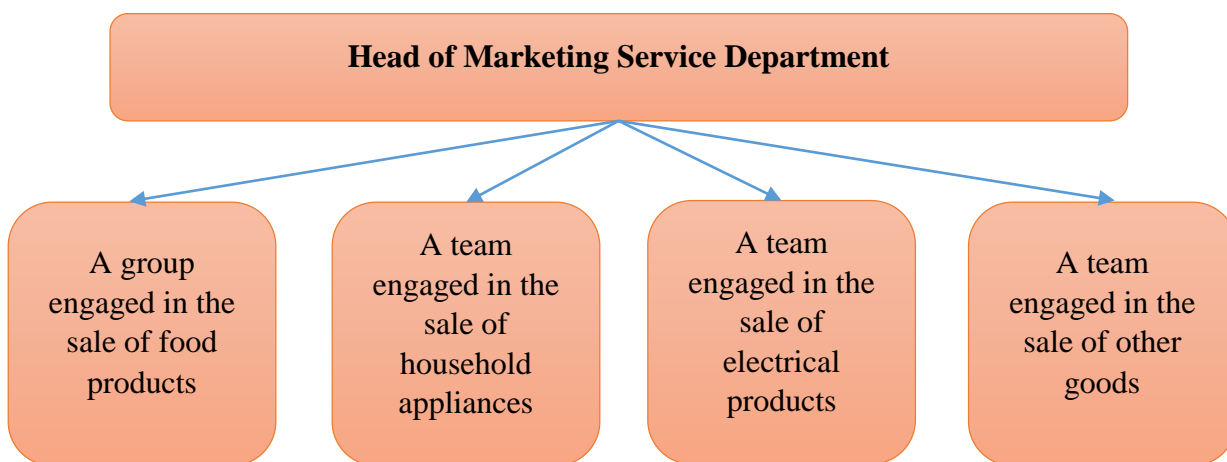 Head of Marketing Service Department
A group
engaged in the
sale of food
products
A team
engaged in the
sale of
household
appliances
A team
engaged in the
sale of
electrical
products
A team
engaged in the
sale of other
goods